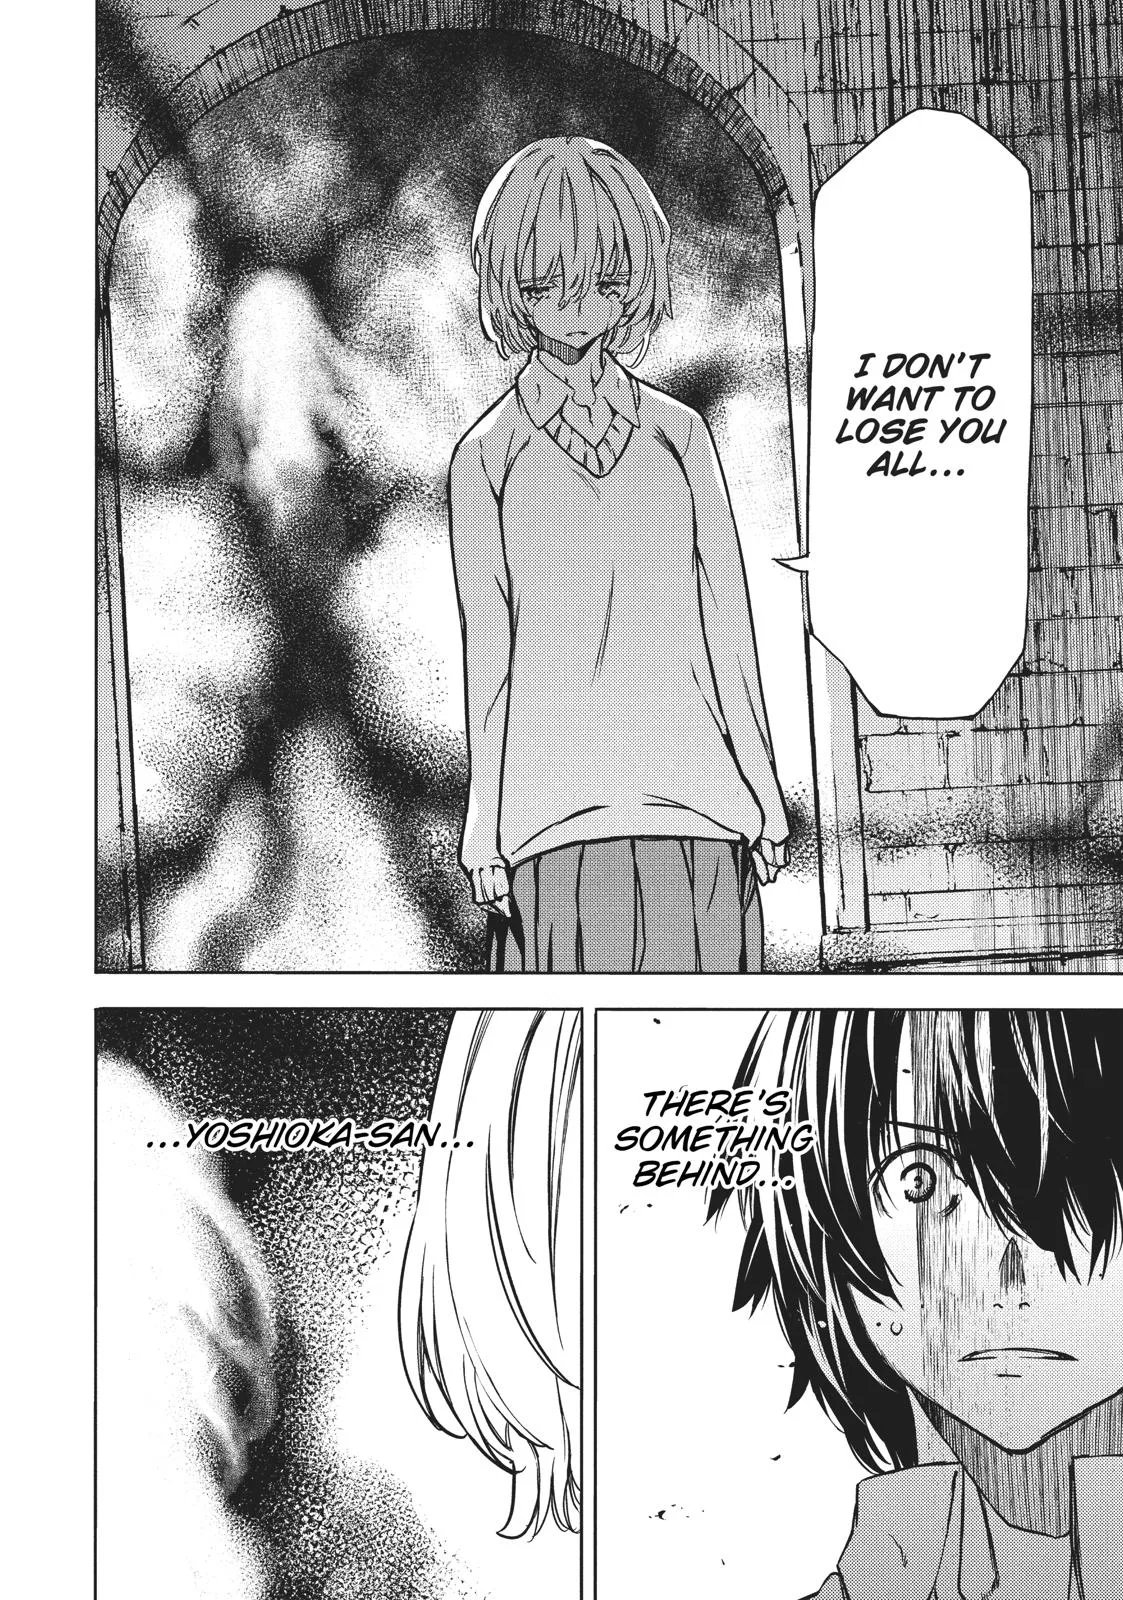 I DON'T
WANT TO
LOSE YOU
ALL...
THERE'S
SOMETHING
BEHIND...
...YOSHIOKA-SAN...